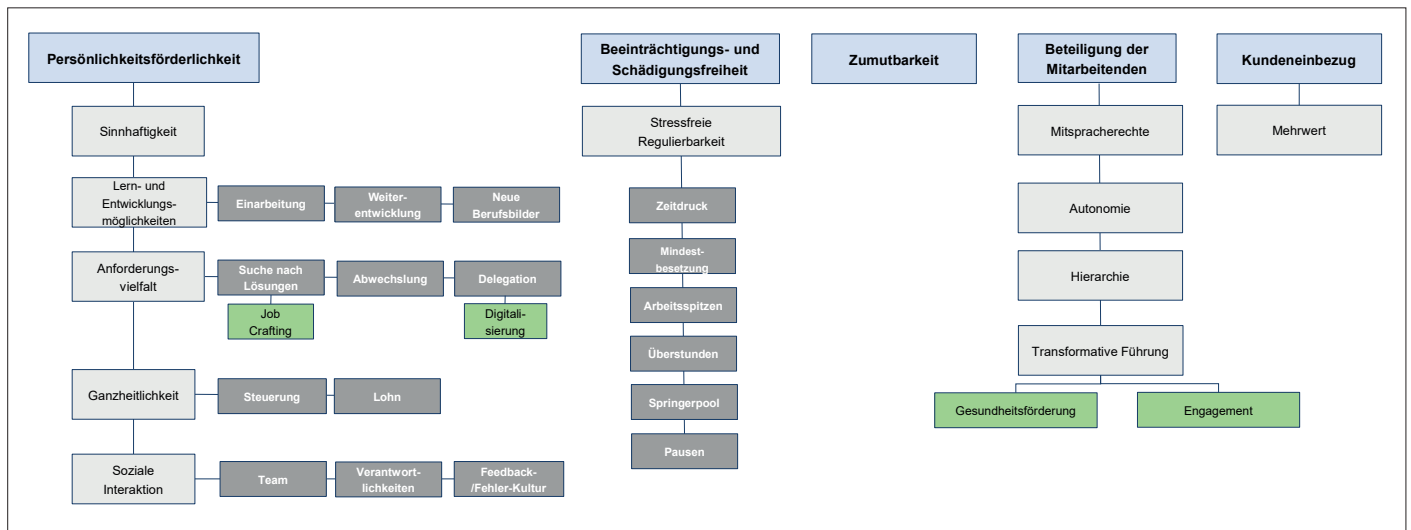 Persönlichkeitsförderlichkeit
Sinnhaftigkeit
Lern- und
Entwicklungs-
möglichkeiten
Einarbeitung
Weiter-
entwicklung
Neue
Berufsbilder
Anforderungs-
vielfalt
Suche nach
Lösungen
Abwechslung
Delegation
Job
Crafting
Digitali-
sierung
Ganzheitlichkeit
Steuerung
Lohn
Soziale
Interaktion
Team
Verantwort-
lichkeiten
Feedback-
/Fehler-Kultur
Beeinträchtigungs- und
Schädigungsfreiheit
Stressfreie
Regulierbarkeit
Zeitdruck
Mindest-
besetzung
Arbeitsspitzen
Überstunden
Springerpool
Pausen
Zumutbarkeit
Beteiligung der
Mitarbeitenden
Mitspracherechte
Autonomie
Hierarchie
Transformative Führung
Gesundheitsförderung
Engagement
Kundeneinbezug
Mehrwert